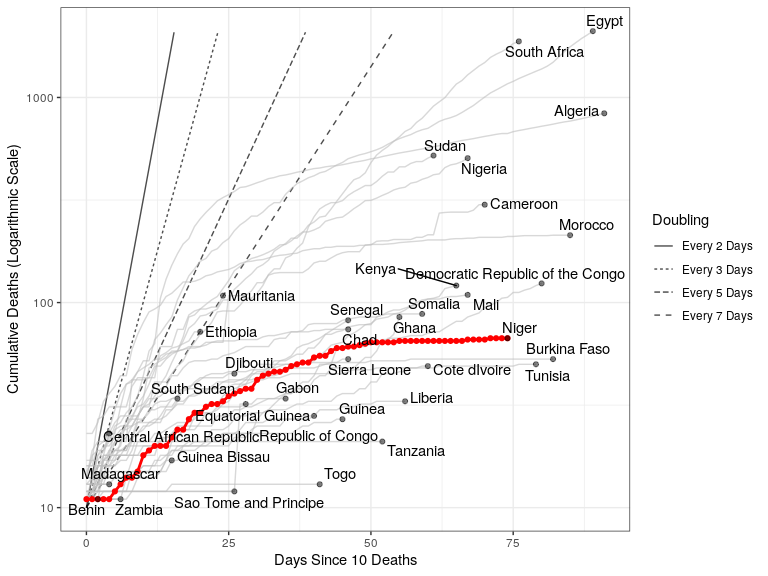 Egypt
South Africa
1000
Algeria
Sudan
Nigeria
Cameroon
Morocco
Kenya
Democratic Republic of the Congo
Mauritania
100
Somalia
Mali
Senegal
Ghana
Niger
Ethiopia
Chad
Burkina Faso
Djibouti
Sierra Leone
Cote dIvoire
Tunisia
South Sudan
Gabon
Liberia
Equatorial Guinea
Guinea
Central African Republic
Republic of Congo
Tanzania
Guinea Bissau
Madagascar
Togo
10
Benin
Zambia
Sao Tome and Principe
0
25
50
75
Days Since 10 Deaths
Cumulative Deaths (Logarithmic Scale)
Doubling
Every 2 Days
Every 3 Days
Every 5 Days
Every 7 Days